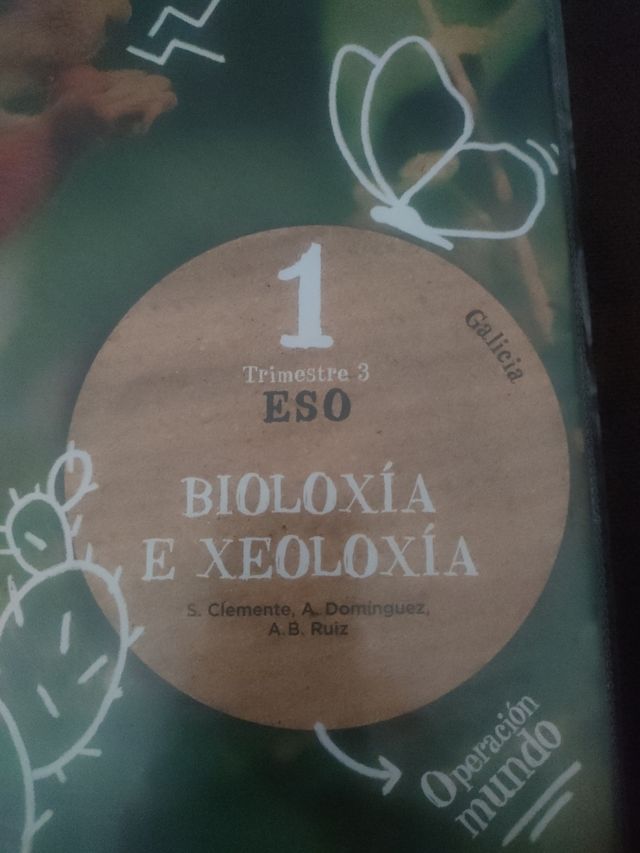 1
Galicia
Trimestre 3
ESO
BIOLOXÍA
E XEOLOXÍA
S. Clemente, A. Domínguez,
A.B. Ruiz
Operación
mundo